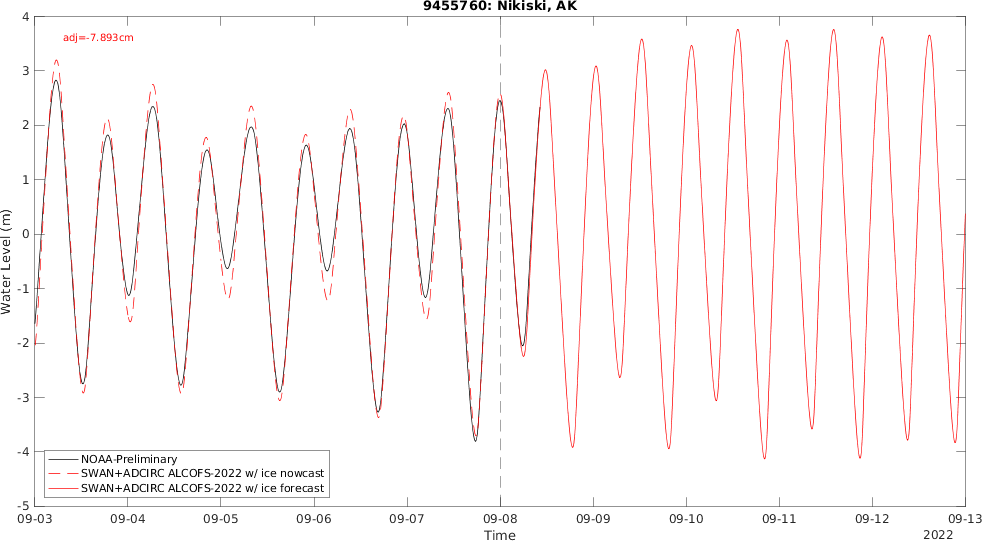 9455760: Nikiski, AK
adj=-7.893cm
Water Level (m)
4
3
2
1
0
-1
-2
-3
-4
-5
NOAA-Preliminary
SWAN+ADCIRC ALCOFS-2022 w/ ice nowcast
SWAN+ADCIRC ALCOFS-2022 w/ ice forecast
09-03 09-04 09-05 09-06 09-07 09-08 09-09 09-10 09-11 09-12 09-13
Time
2022